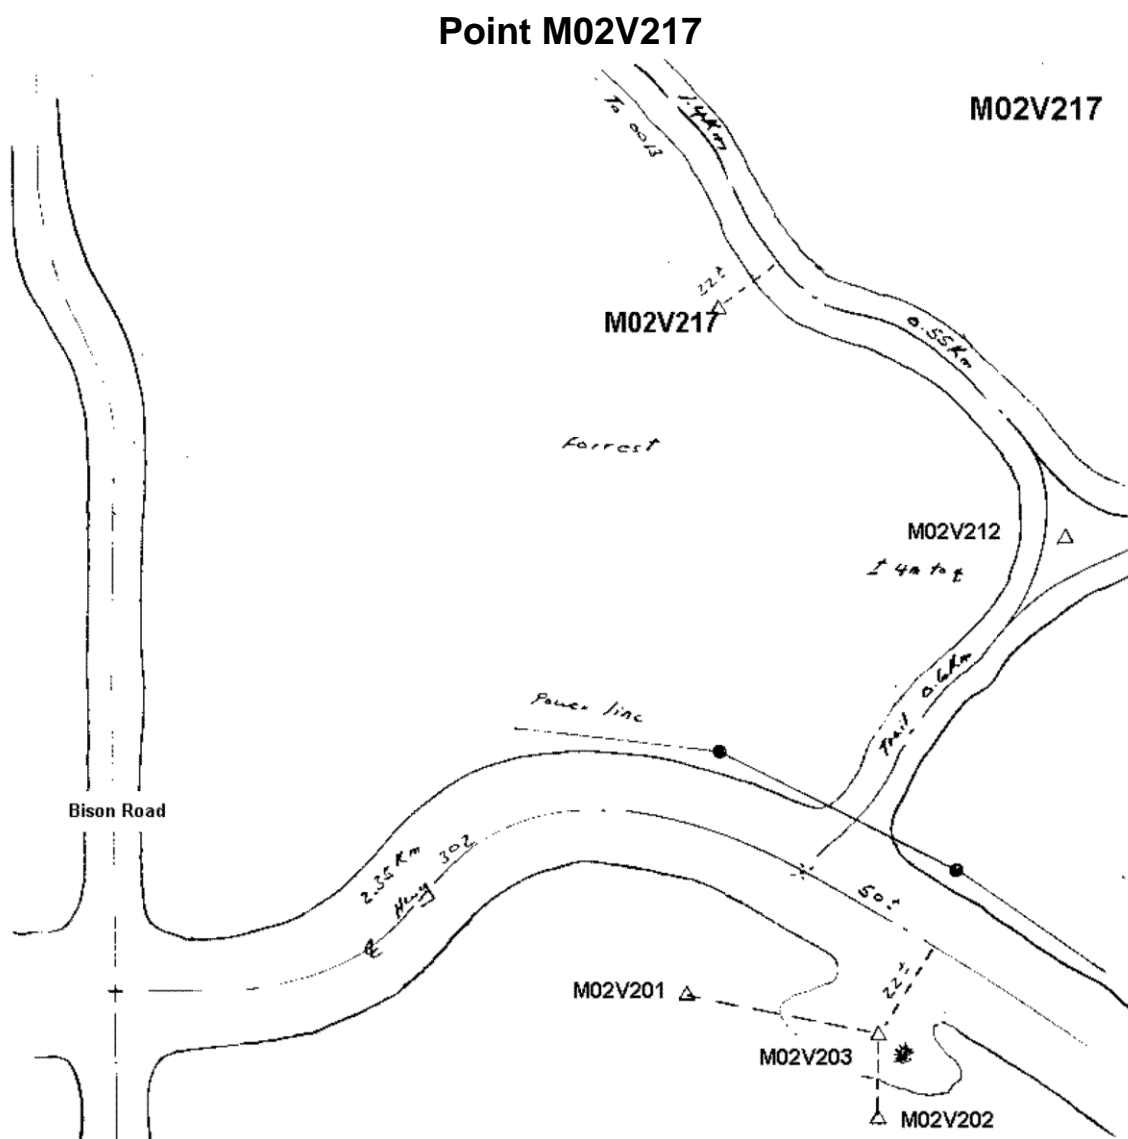 Point M02V217
M02V217
1.4Km
To 0013
22±
M02V217
0.55Km
Forrest
M02V212
± 4m to ℄
Trail 0.6Km
Power line
Bison Road
2.35Km
Hwy 302
℄
50±
22±
M02V201
M02V203
M02V202